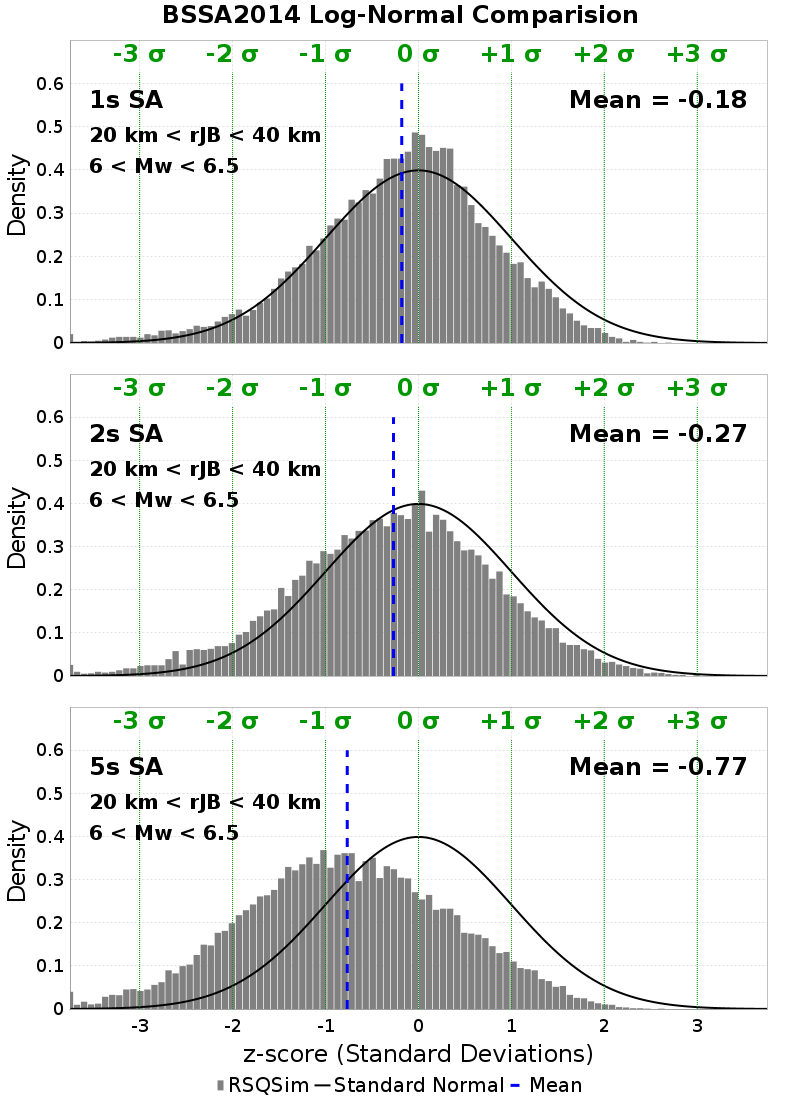 BSSA2014 Log-Normal Comparision
-3 σ -2 σ -1 σ 0 σ +1 σ +2 σ +3 σ
1s SA
Mean = -0.18
20 km < rJB < 40 km
6 < Mw < 6.5
Density
0.6
0.5
0.4
0.3
0.2
0.1
0
-3 σ -2 σ -1 σ 0 σ +1 σ +2 σ +3 σ
2s SA
Mean = -0.27
20 km < rJB < 40 km
6 < Mw < 6.5
Density
0.6
0.5
0.4
0.3
0.2
0.1
0
-3 σ -2 σ -1 σ 0 σ +1 σ +2 σ +3 σ
5s SA
Mean = -0.77
20 km < rJB < 40 km
6 < Mw < 6.5
Density
0.6
0.5
0.4
0.3
0.2
0.1
0
-3 -2 -1 0 1 2 3
z-score (Standard Deviations)
RSQSim Standard Normal Mean